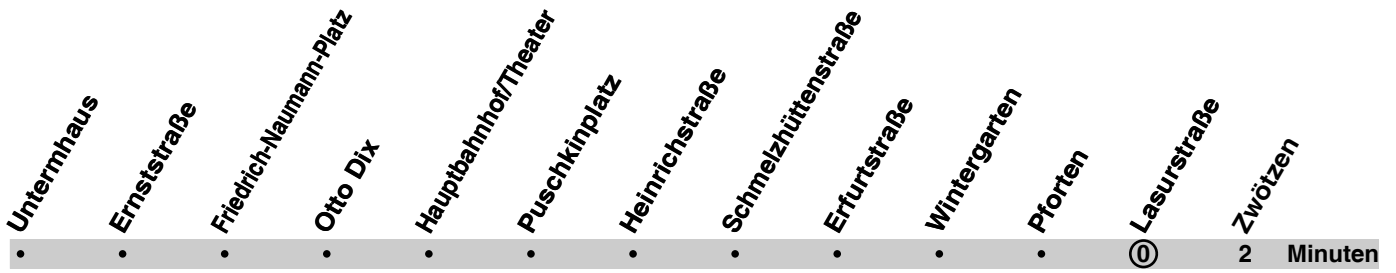 Untermhaus
Ernststraße
Friedrich-Naumann-Platz
Otto Dix
Hauptbahnhof/Theater
Puschkinplatz
Heinrichstraße
Schmelzhüttenstraße
Erfurtstraße
Wintergarten
Pforten
Lasurstraße
Zwötzen
• • • • • • • • • • • 0 2 Minuten